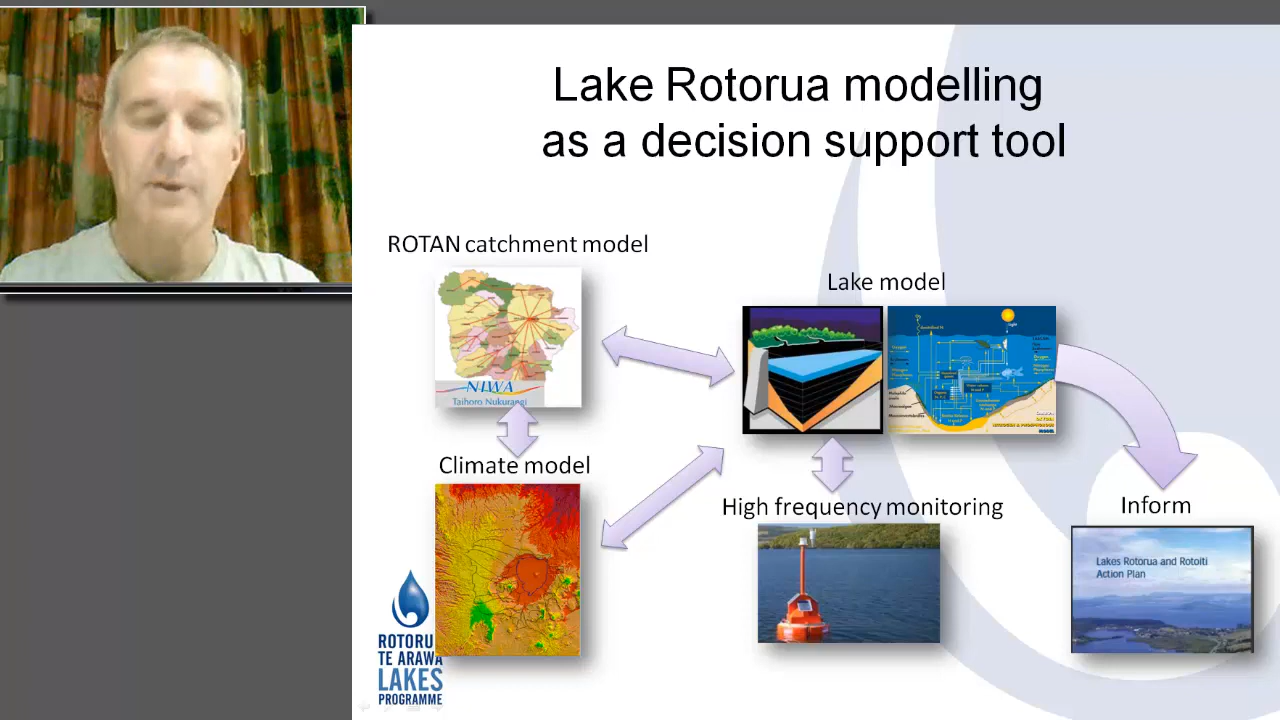 Lake Rotorua modelling
as a decision support tool
ROTAN catchment model
Lake model
NIWA
Taihoro Nukurangi
Climate model
High frequency monitoring
Inform
Lakes Rotorua and Rotoiti
Action Plan
ROTORU
TE ARAWA
LAKES
PROGRAMME